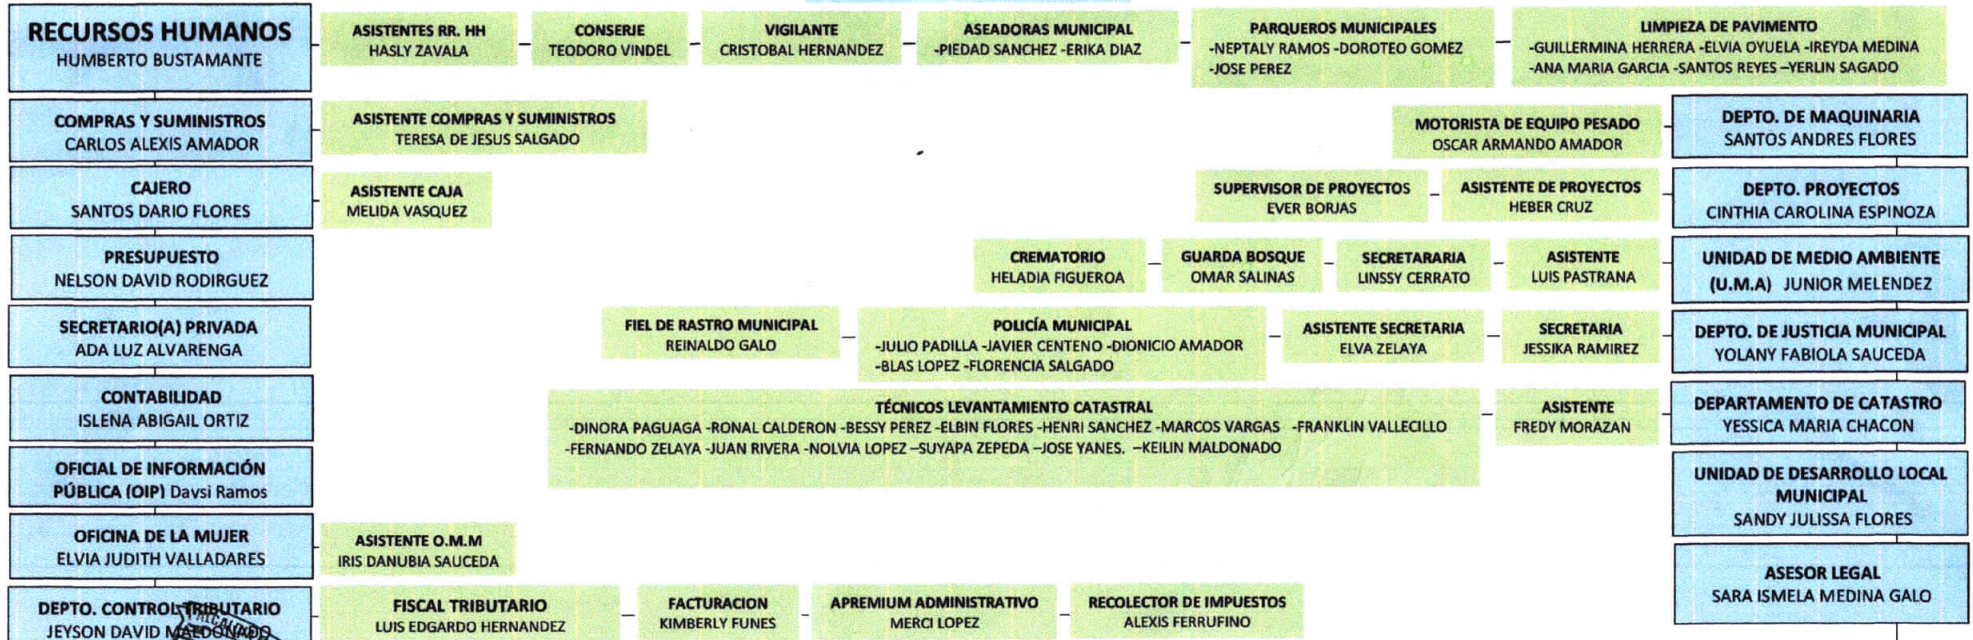 RECURSOS HUMANOS
HUMBERTO BUSTAMANTE
ASISTENTES RR. HH
HASLY ZAVALA
CONSERJE
TEODORO VINDEL
VIGILANTE
CRISTOBAL HERNANDEZ
ASEADORAS MUNICIPAL
-PIEDAD SANCHEZ -ERIKA DIAZ
PARQUEROS MUNICIPALES
-NEPTALY RAMOS -DOROTEO GOMEZ
-JOSE PEREZ
LIMPIEZA DE PAVIMENTO
-GUILLERMINA HERRERA -ELVIA OYUELA -IREYDA MEDINA
-ANA MARIA GARCIA -SANTOS REYES –YERLIN SAGADO
COMPRAS Y SUMINISTROS
CARLOS ALEXIS AMADOR
ASISTENTE COMPRAS Y SUMINISTROS
TERESA DE JESUS SALGADO
MOTORISTA DE EQUIPO PESADO
OSCAR ARMANDO AMADOR
DEPTO. DE MAQUINARIA
SANTOS ANDRES FLORES
CAJERO
SANTOS DARIO FLORES
ASISTENTE CAJA
MELIDA VASQUEZ
SUPERVISOR DE PROYECTOS
EVER BORJAS
ASISTENTE DE PROYECTOS
HEBER CRUZ
DEPTO. PROYECTOS
CINTHIA CAROLINA ESPINOZA
PRESUPUESTO
NELSON DAVID RODIRGUEZ
CREMATORIO
HELADIA FIGUEROA
GUARDA BOSQUE
OMAR SALINAS
SECRETARARIA
LINSSY CERRATO
ASISTENTE
LUIS PASTRANA
UNIDAD DE MEDIO AMBIENTE
(U.M.A) JUNIOR MELENDEZ
SECRETARIO(A) PRIVADA
ADA LUZ ALVARENGA
FIEL DE RASTRO MUNICIPAL
REINALDO GALO
POLICÍA MUNICIPAL
-JULIO PADILLA -JAVIER CENTENO -DIONICIO AMADOR
-BLAS LOPEZ -FLORENCIA SALGADO
ASISTENTE SECRETARIA
ELVA ZELAYA
SECRETARIA
JESSIKA RAMIREZ
DEPTO. DE JUSTICIA MUNICIPAL
YOLANY FABIOLA SAUCEDA
CONTABILIDAD
ISLENA ABIGAIL ORTIZ
TÉCNICOS LEVANTAMIENTO CATASTRAL
-DINORA PAGUAGA -RONAL CALDERON -BESSY PEREZ -ELBIN FLORES -HENRI SANCHEZ -MARCOS VARGAS -FRANKLIN VALLECILLO
-FERNANDO ZELAYA -JUAN RIVERA -NOLVIA LOPEZ –SUYAPA ZEPEDA –JOSE YANES. –KEILIN MALDONADO
ASISTENTE
FREDY MORAZAN
DEPARTAMENTO DE CATASTRO
YESSICA MARIA CHACON
OFICIAL DE INFORMACIÓN
PÚBLICA (OIP) Davsi Ramos
UNIDAD DE DESARROLLO LOCAL
MUNICIPAL
SANDY JULISSA FLORES
OFICINA DE LA MUJER
ELVIA JUDITH VALLADARES
ASISTENTE O.M.M
IRIS DANUBIA SAUCEDA
ASESOR LEGAL
SARA ISMELA MEDINA GALO
DEPTO. CONTROL TRIBUTARIO
JEYSON DAVID MALDONADO
FISCAL TRIBUTARIO
LUIS EDGARDO HERNANDEZ
FACTURACION
KIMBERLY FUNES
APREMIUM ADMINISTRATIVO
MERCI LOPEZ
RECOLECTOR DE IMPUESTOS
ALEXIS FERRUFINO